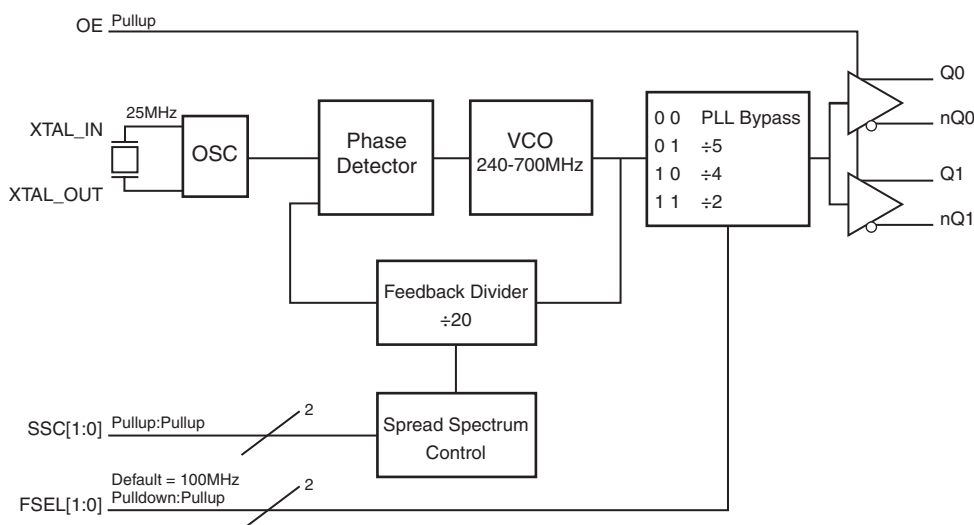 OE Pullup
Q0
nQ0
Q1
nQ1
XTAL_IN
25MHz
XTAL_OUT
OSC
Phase
Detector
VCO
240-700MHz
0 0 PLL Bypass
0 1 ÷5
1 0 ÷4
1 1 ÷2
Feedback Divider
÷20
SSC[1:0] Pullup:Pullup
2
Spread Spectrum
Control
Default = 100MHz
FSEL[1:0] Pulldown:Pullup
2